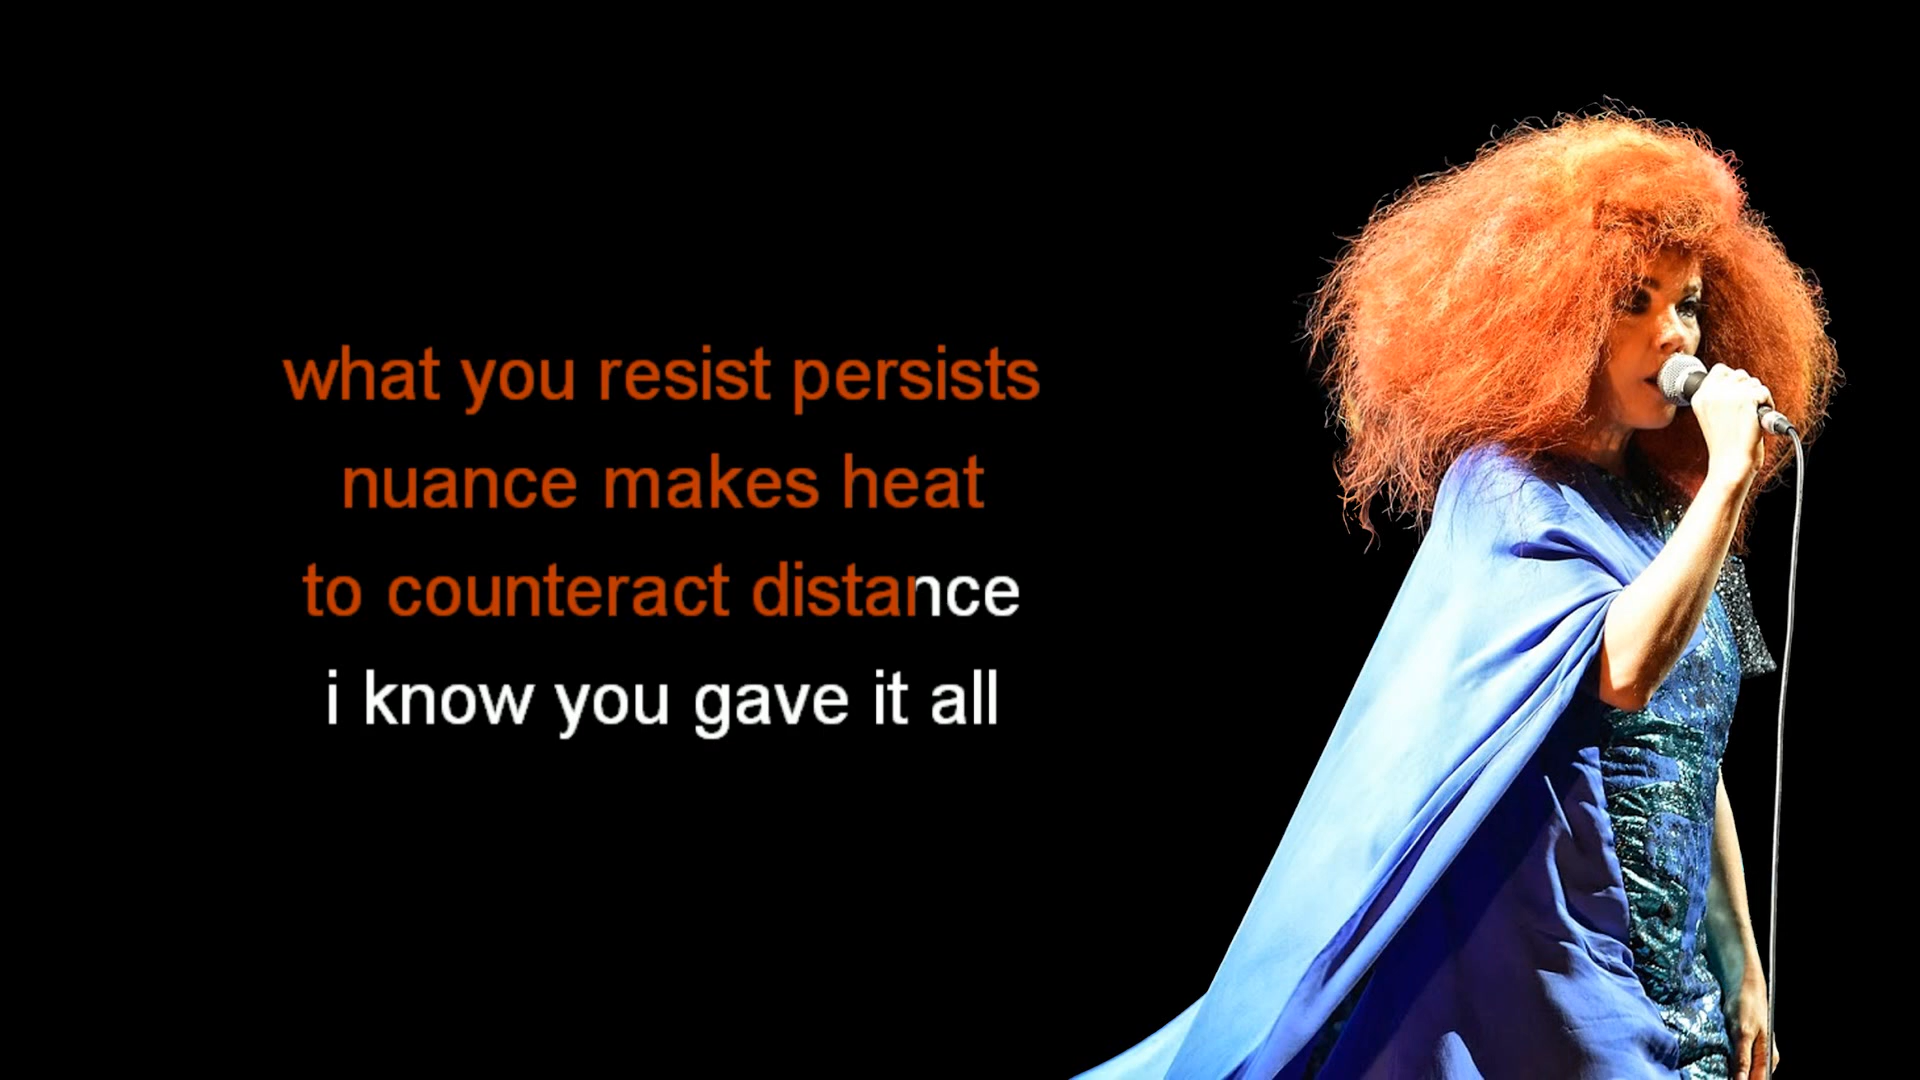 what you resist persists
nuance makes heat
to counteract distance
i know you gave it all